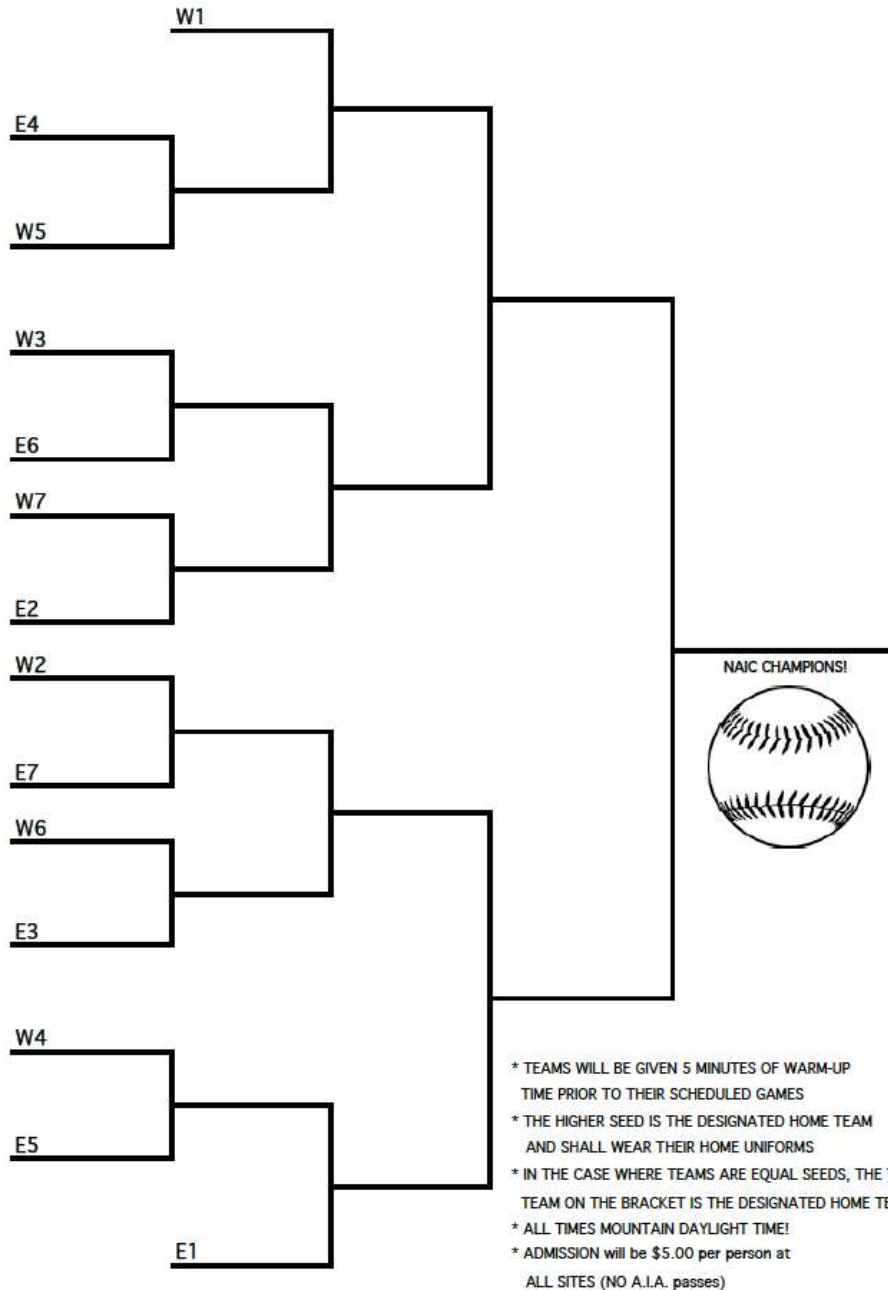 W1
E4
W5
W3
E6
W7
E2
W2
NAIC CHAMPIONS!
E7
W6
E3
W4
* TEAMS WILL BE GIVEN 5 MINUTES OF WARM-UP
TIME PRIOR TO THEIR SCHEDULED GAMES
* THE HIGHER SEED IS THE DESIGNATED HOME TEAM
AND SHALL WEAR THEIR HOME UNIFORMS
E5
* IN THE CASE WHERE TEAMS ARE EQUAL SEEDS, THE
TEAM ON THE BRACKET IS THE DESIGNATED HOME
* ALL TIMES MOUNTAIN DAYLIGHT TIME!
E1
* ADMISSION will be $5.00 per person at
ALL SITES (NO A.I.A. passes)